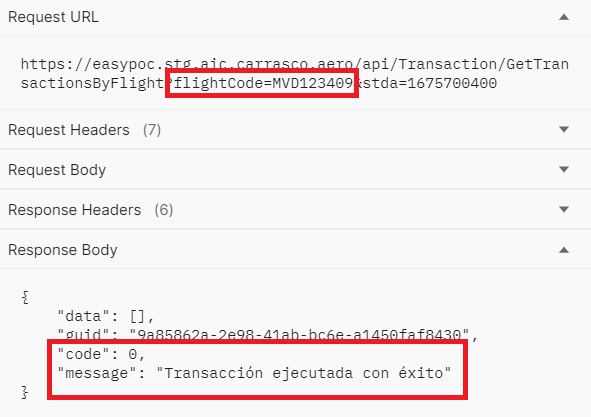 Request URL
https://easypoc.stg.aic.carrasco.aero/api/Transaction/GetTran
sactionsByFlight?flightCode=MVD123409&stda=1675700400
Request Headers (7)
Request Body
Response Headers (6)
Response Body
{
"data": [],
"guid": "9a85862a-2e98-41ab-bc6e-a1450faf8430",
"code": 0,
"message": "Transacción ejecutada con éxito"
}